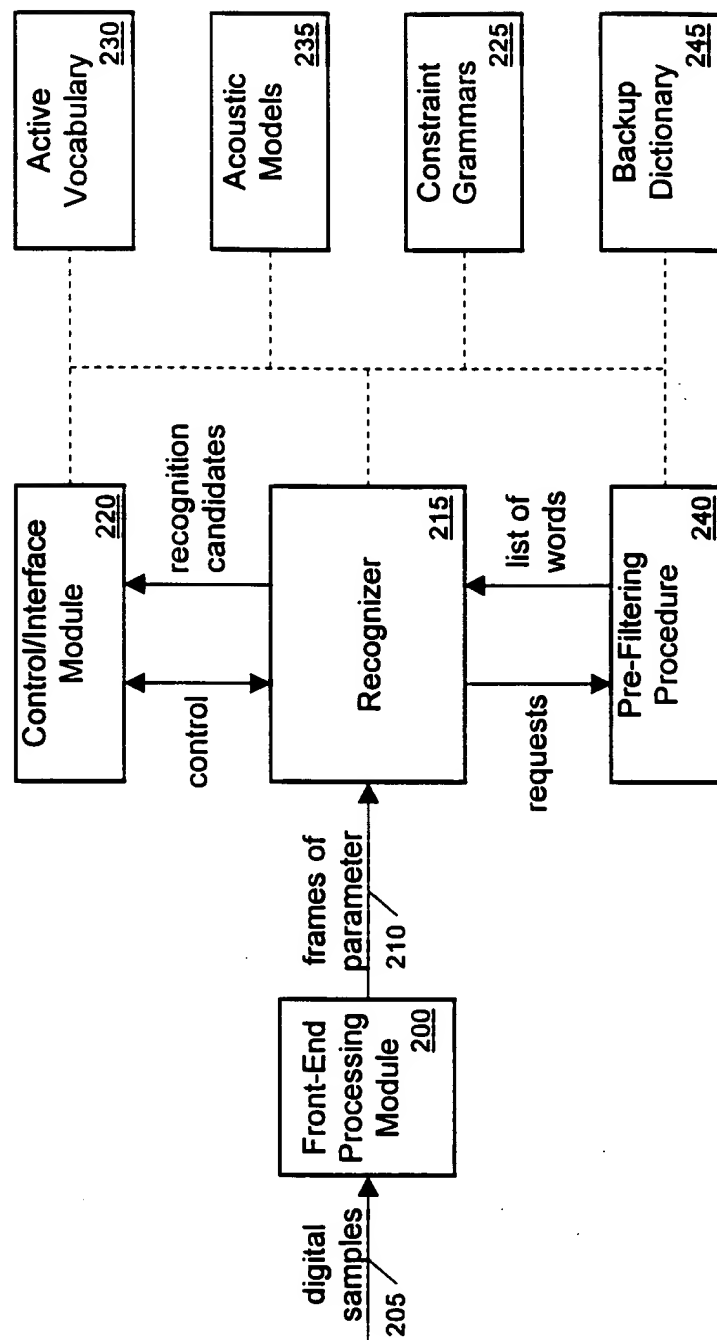 digital
samples
205
Front-End
Processing
Module
200
frames of
parameter
210
Control/Interface
Module
220
control
recognition
candidates
Recognizer
215
requests
list of
words
Pre-Filtering
Procedure
240
Active
Vocabulary
230
Acoustic
Models
235
Constraint
Grammars
225
Backup
Dictionary
245